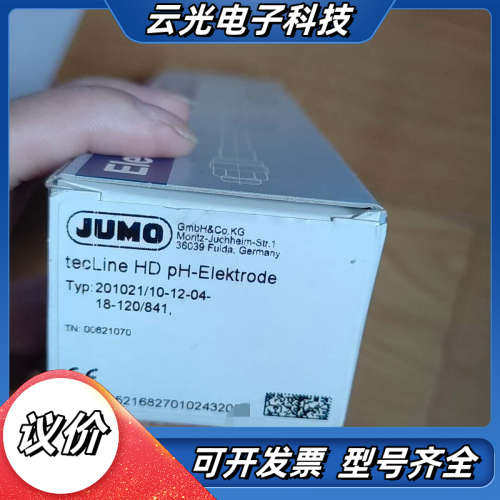 云光电子科技
Ele
JUMO
GmbH&Co.KG
Moritz-Juchheim-Str.1
36039 Fulda, Germany
tecLine HD pH-Elektrode
Typ: 201021/10-12-04-
18-120/841,
TN: 00621070
CE
议价
可开发票 型号齐全